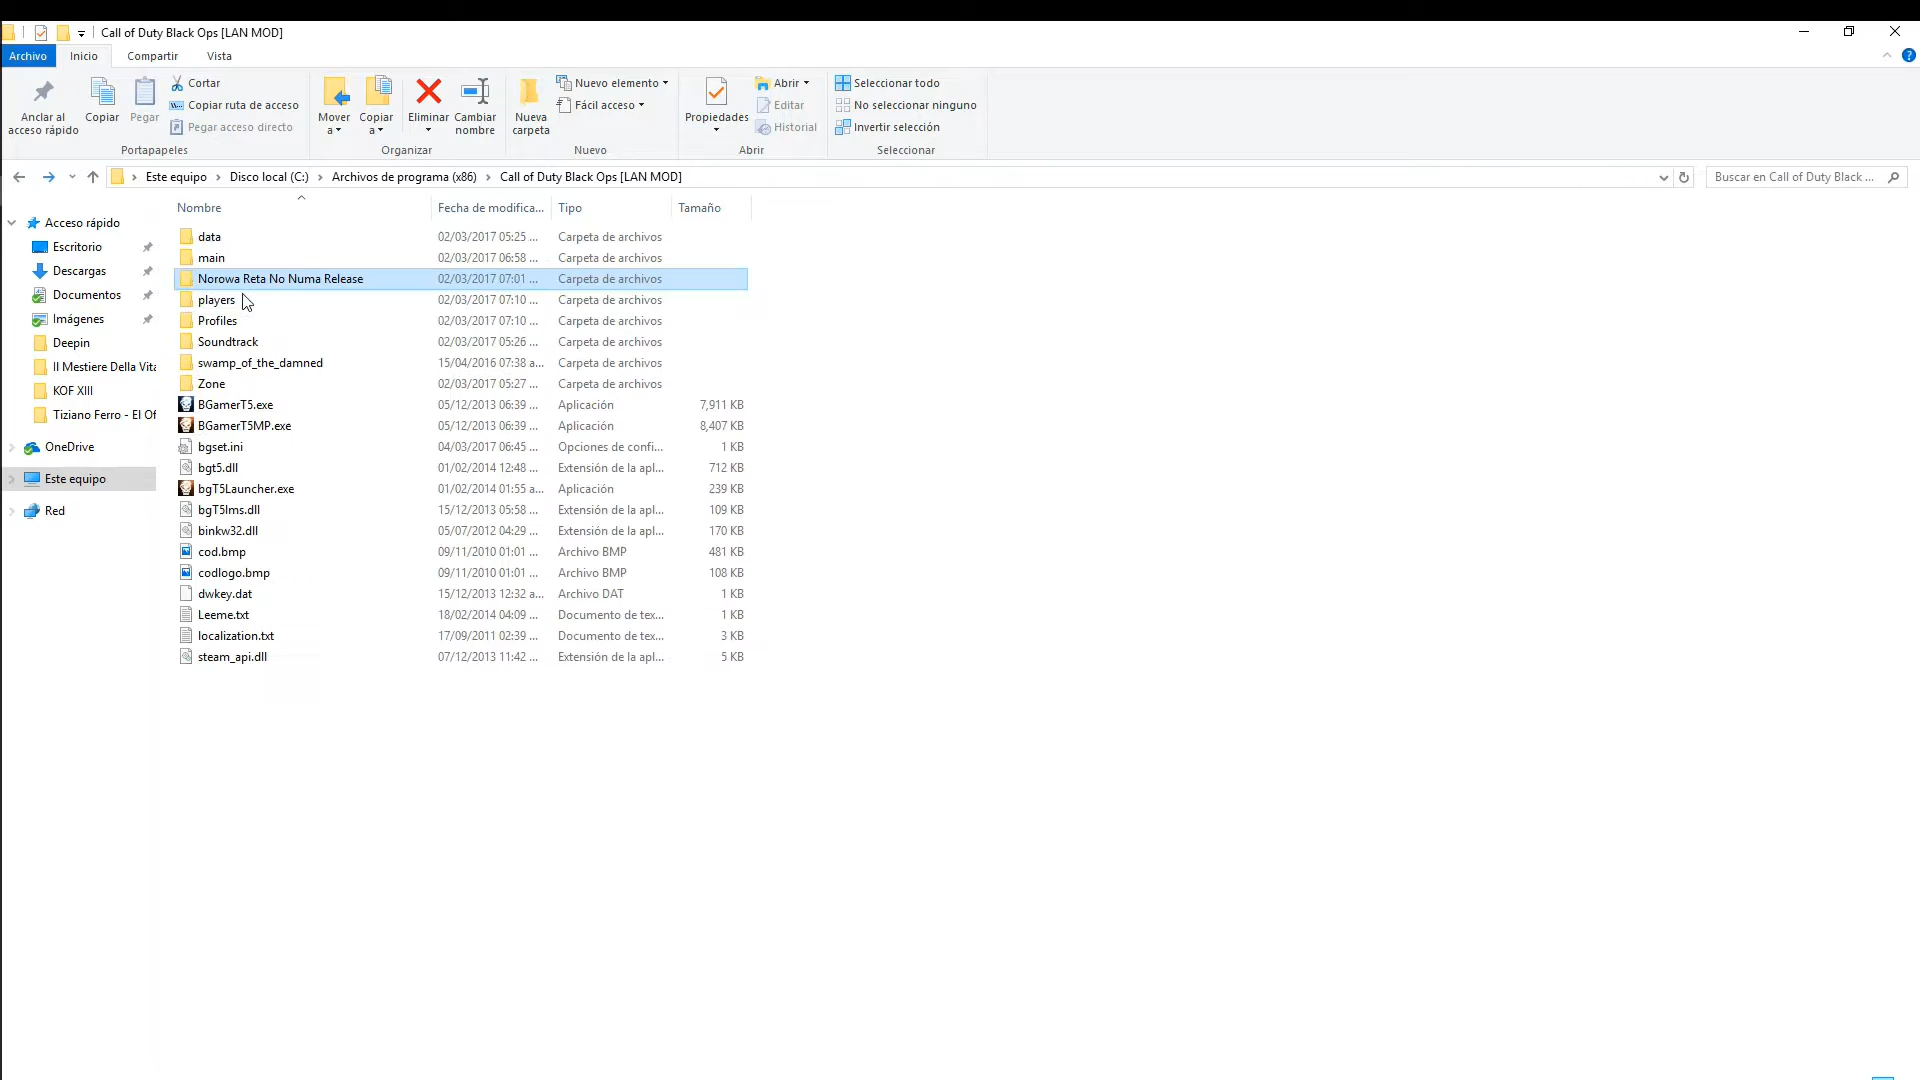 Call of Duty Black Ops [LAN MOD]
Archivo Inicio Compartir Vista
Anclar al acceso rápido
Copiar
Pegar
Cortar
Copiar ruta de acceso
Pegar acceso directo
Portapapeles
Mover a
Copiar a
Eliminar
Cambiar nombre
Organizar
Nueva carpeta
Nuevo elemento
Fácil acceso
Nuevo
Propiedades
Abrir
Editar
Historial
Abrir
Seleccionar todo
No seleccionar ninguno
Invertir selección
Seleccionar
Este equipo › Disco local (C:) › Archivos de programa (x86) › Call of Duty Black Ops [LAN MOD]
Buscar en Call of Duty Black ...
Acceso rápido
Escritorio
Descargas
Documentos
Imágenes
Deepin
Il Mestiere Della Vita
KOF XIII
Tiziano Ferro - El Of
OneDrive
Este equipo
Red
Nombre Fecha de modifica... Tipo Tamaño
data 02/03/2017 05:25 ... Carpeta de archivos
main 02/03/2017 06:58 ... Carpeta de archivos
Norowa Reta No Numa Release 02/03/2017 07:01 ... Carpeta de archivos
players 02/03/2017 07:10 ... Carpeta de archivos
Profiles 02/03/2017 07:10 ... Carpeta de archivos
Soundtrack 02/03/2017 05:26 ... Carpeta de archivos
swamp_of_the_damned 15/04/2016 07:38 a... Carpeta de archivos
Zone 02/03/2017 05:27 ... Carpeta de archivos
BGamerT5.exe 05/12/2013 06:39 ... Aplicación 7,911 KB
BGamerT5MP.exe 05/12/2013 06:39 ... Aplicación 8,407 KB
bgset.ini 04/03/2017 06:45 ... Opciones de confi... 1 KB
bgt5.dll 01/02/2014 12:48 ... Extensión de la apl... 712 KB
bgT5Launcher.exe 01/02/2014 01:55 a... Aplicación 239 KB
bgT5lms.dll 15/12/2013 05:58 ... Extensión de la apl... 109 KB
binkw32.dll 05/07/2012 04:29 ... Extensión de la apl... 170 KB
cod.bmp 09/11/2010 01:01 ... Archivo BMP 481 KB
codlogo.bmp 09/11/2010 01:01 ... Archivo BMP 108 KB
dwkey.dat 15/12/2013 12:32 a... Archivo DAT 1 KB
Leeme.txt 18/02/2014 04:09 ... Documento de tex... 1 KB
localization.txt 17/09/2011 02:39 ... Documento de tex... 3 KB
steam_api.dll 07/12/2013 11:42 ... Extensión de la apl... 5 KB